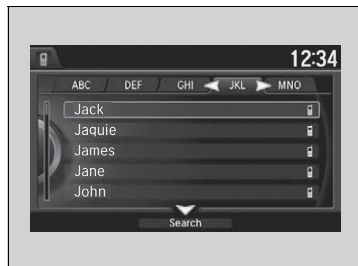 12:34
ABC DEF GHI JKL MNO
Jack
Jaquie
James
Jane
John
Search